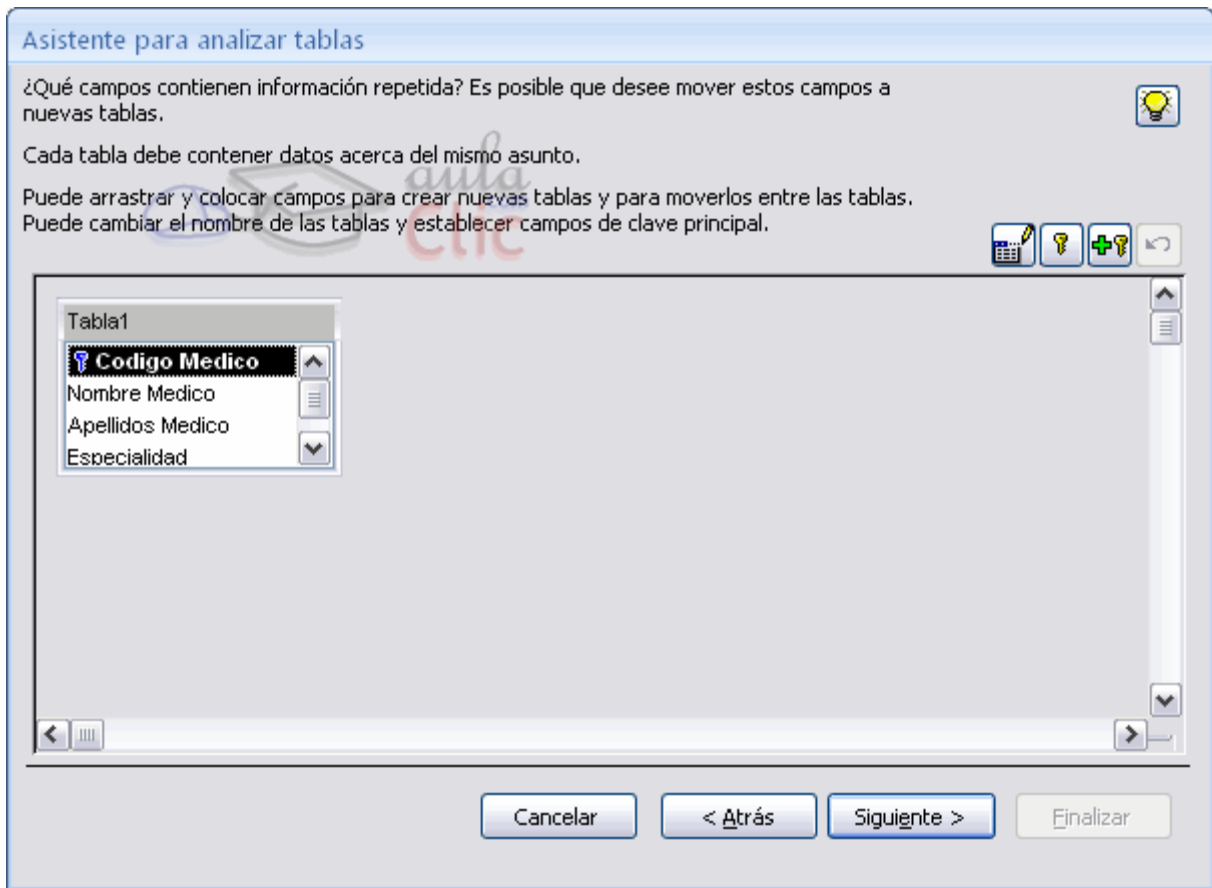 Asistente para analizar tablas
¿Qué campos contienen información repetida? Es posible que desee mover estos campos a
nuevas tablas.
Cada tabla debe contener datos acerca del mismo asunto.
aula
Clic
Puede arrastrar y colocar campos para crear nuevas tablas y para moverlos entre las tablas.
Puede cambiar el nombre de las tablas y establecer campos de clave principal.
Tabla1
Codigo Medico
Nombre Medico
Apellidos Medico
Especialidad
Cancelar
< Atrás
Siguiente >
Finalizar